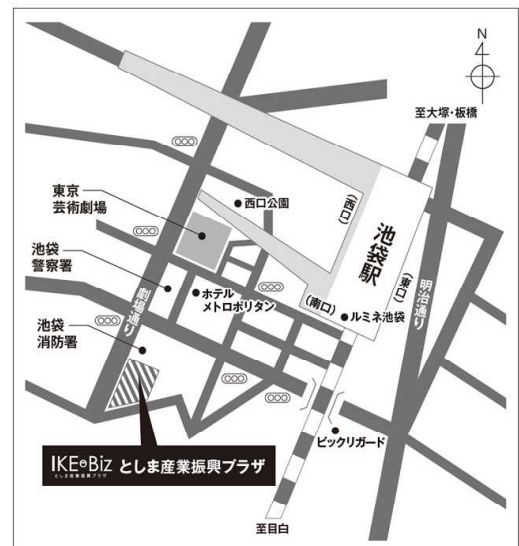 N
至大塚・板橋
東京
芸術劇場
西口公園
(西口)
池袋駅
(東口)
明治通り
池袋
警察署
ホテル
メトロポリタン
(南口)
ルミネ池袋
劇場通り
池袋
消防署
ビックリガード
IKE・Biz としま産業振興プラザ
としま産業振興プラザ
至目白